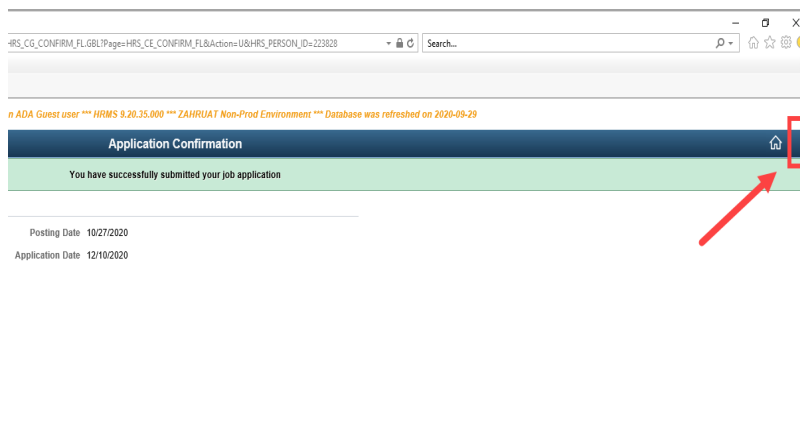 HRS_CG_CONFIRM_FL.GBL?Page=HRS_CE_CONFIRM_FL&Action=U&HRS_PERSON_ID=223828 Search...
n ADA Guest user *** HRMS 9.20.35.000 *** ZAHRUAT Non-Prod Environment *** Database was refreshed on 2020-09-29
Application Confirmation
You have successfully submitted your job application
Posting Date 10/27/2020
Application Date 12/10/2020